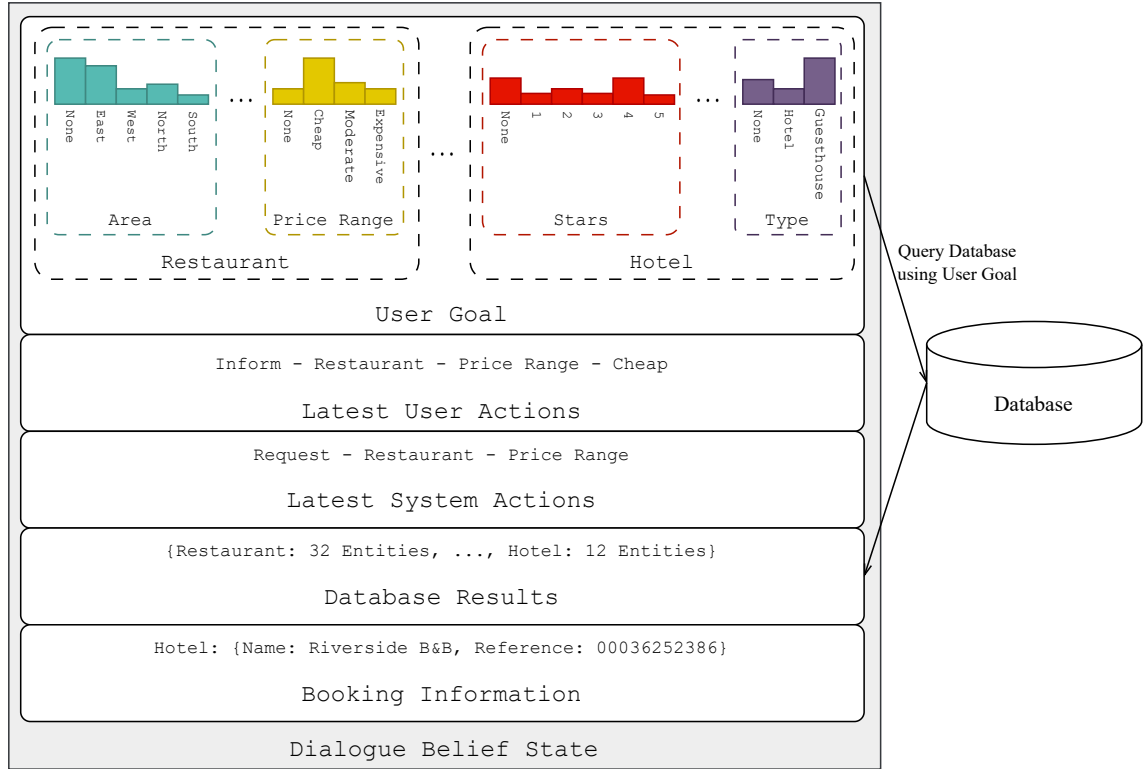 None
East
West
North
South
Area
...
None
Cheap
Moderate
Expensive
Price Range
Restaurant
...
None
1
2
3
4
5
Stars
...
None
Hotel
Guesthouse
Type
Hotel
User Goal
Query Database
using User Goal
Database
Inform - Restaurant - Price Range - Cheap
Latest User Actions
Request - Restaurant - Price Range
Latest System Actions
{Restaurant: 32 Entities, ..., Hotel: 12 Entities}
Database Results
Hotel: {Name: Riverside B&B, Reference: 00036252386}
Booking Information
Dialogue Belief State